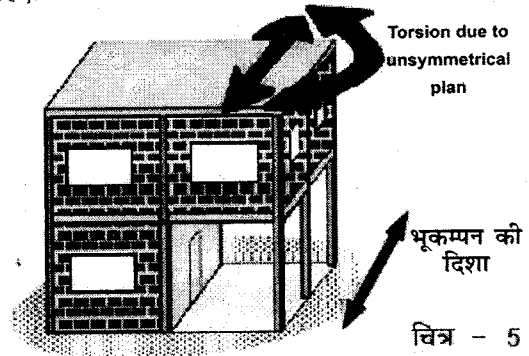 Torsion due to
unsymmetrical
plan
भूकम्पन की
दिशा
चित्र - 5